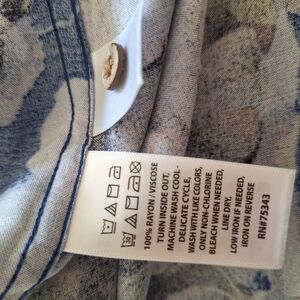 100% RAYON / VISCOSE
TURN INSIDE OUT,
MACHINE WASH COOL -
DELICATE CYCLE,
WASH WITH LIKE COLORS,
ONLY NON-CHLORINE
BLEACH WHEN NEEDED,
LINE DRY,
LOW IRON IF NEEDED,
IRON ON REVERSE
RN#75343